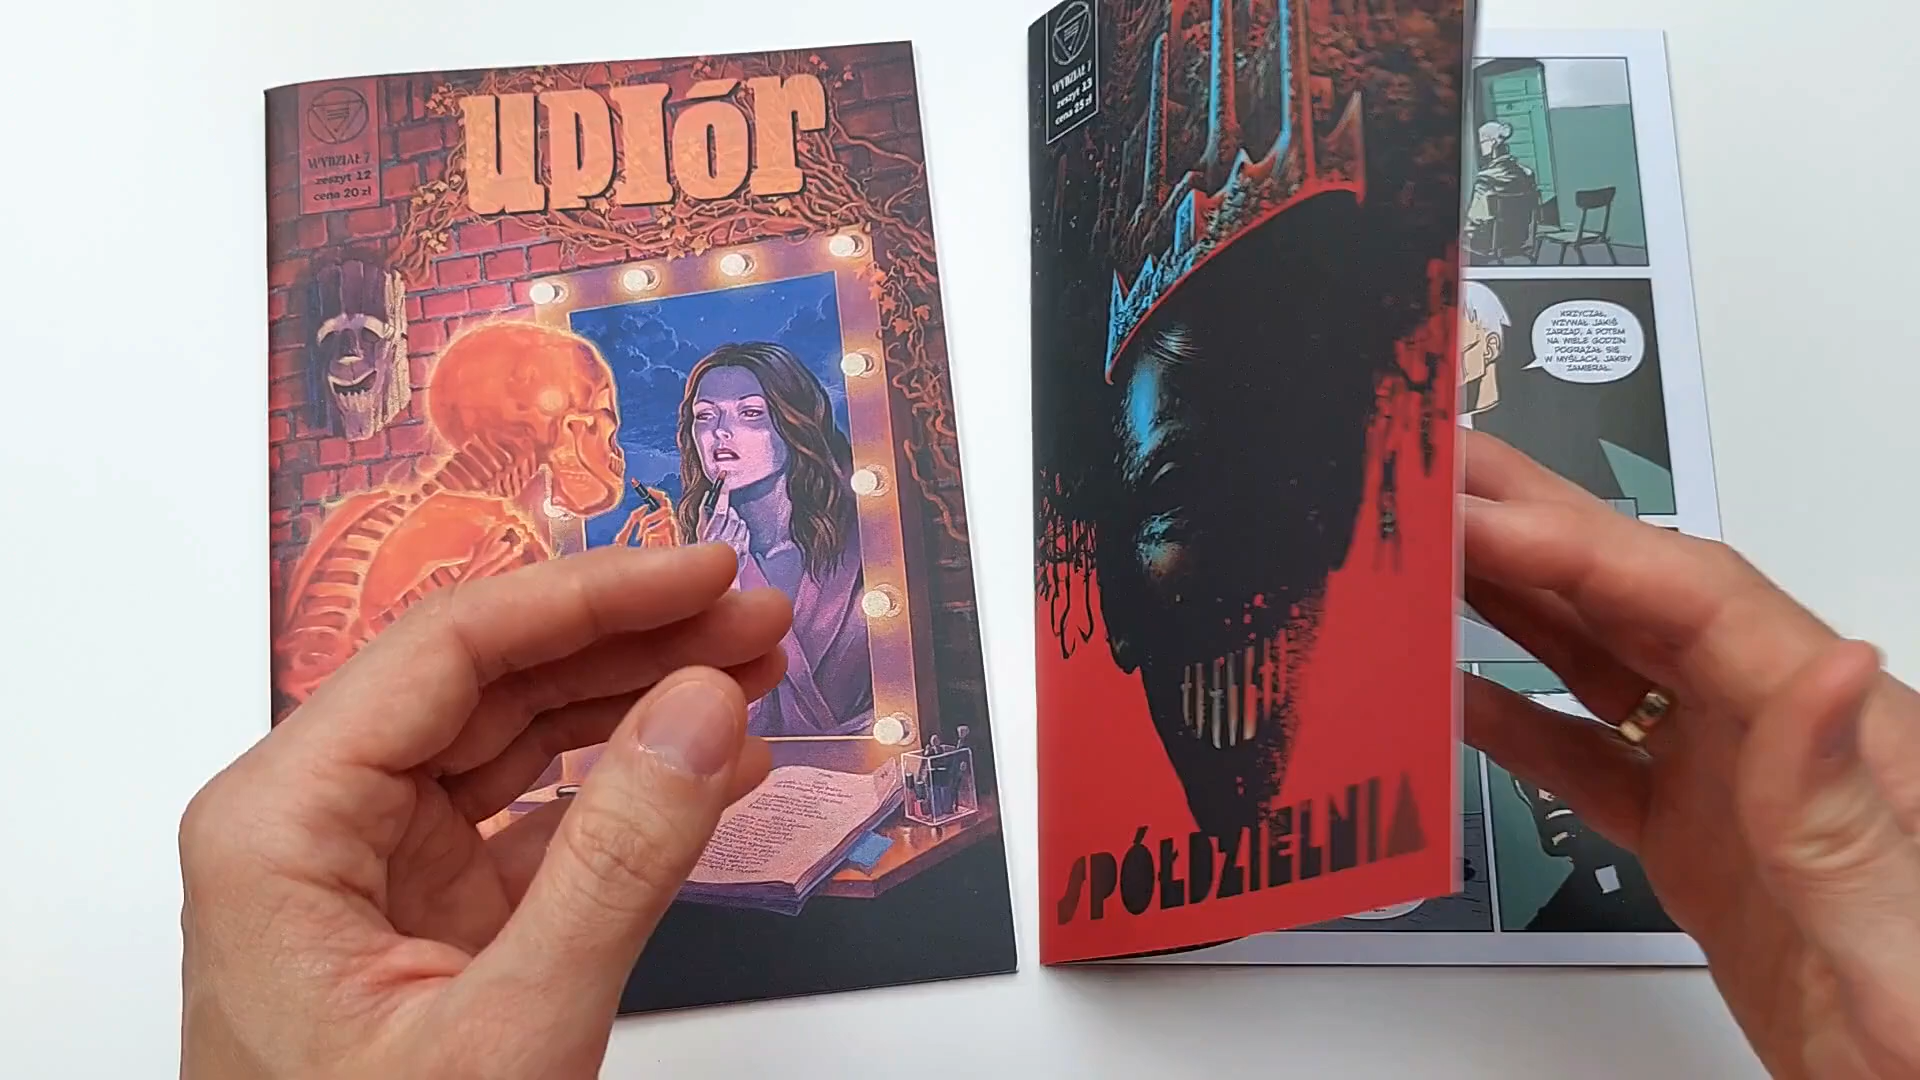 upiór
WYDZIAŁ 7
zeszyt 12
cena 20 zł
WYDZIAŁ 7
zeszyt 13
cena 25 zł
SPÓŁDZIELNIA
KRZYCZAŁ,
WZYWAŁ JAKIŚ
ZARZĄD, A POTEM
NA WIELE GODZIN
POGRĄŻAŁ SIĘ
W MYŚLACH, JAKBY
ZAMIERAŁ.